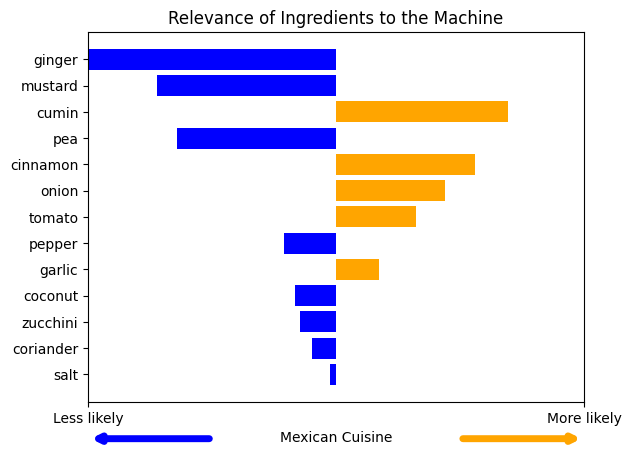 Relevance of Ingredients to the Machine
ginger
mustard
cumin
pea
cinnamon
onion
tomato
pepper
garlic
coconut
zucchini
coriander
salt
Less likely
More likely
Mexican Cuisine